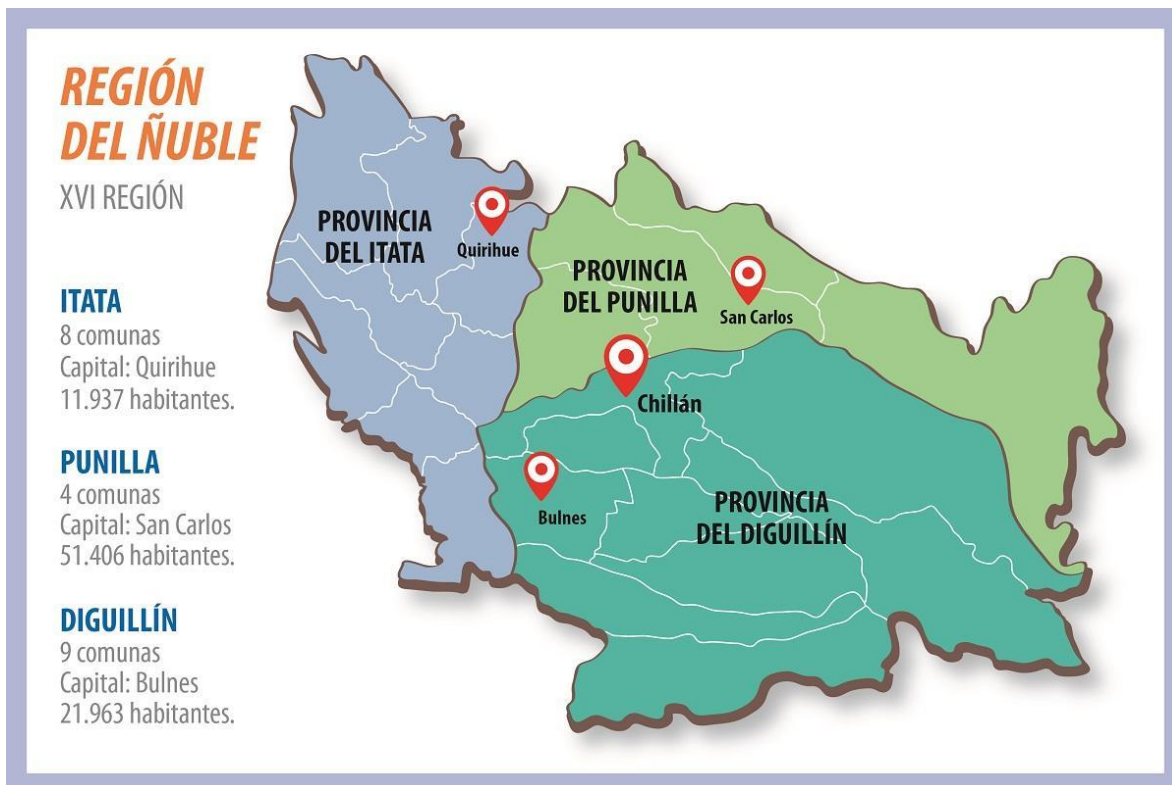 REGIÓN
DEL ÑUBLE
XVI REGIÓN
ITATA
8 comunas
Capital: Quirihue
11.937 habitantes.
PUNILLA
4 comunas
Capital: San Carlos
51.406 habitantes.
DIGUILLÍN
9 comunas
Capital: Bulnes
21.963 habitantes.
PROVINCIA
DEL ITATA
Quirihue
PROVINCIA
DEL PUNILLA
San Carlos
Chillán
Bulnes
PROVINCIA
DEL DIGUILLÍN